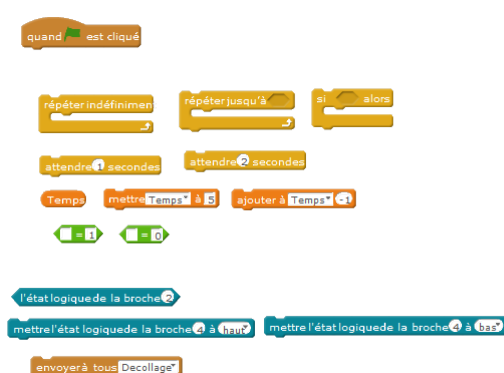 quand est cliqué
répéter indéfiniment répéter jusqu'à si alors
attendre 1 secondes attendre 2 secondes
Temps mettre Temps à 5 ajouter à Temps -1
= 1 = 0
l'état logique de la broche 2
mettre l'état logique de la broche 4 à haut mettre l'état logique de la broche 4 à bas
envoyer à tous Decollage